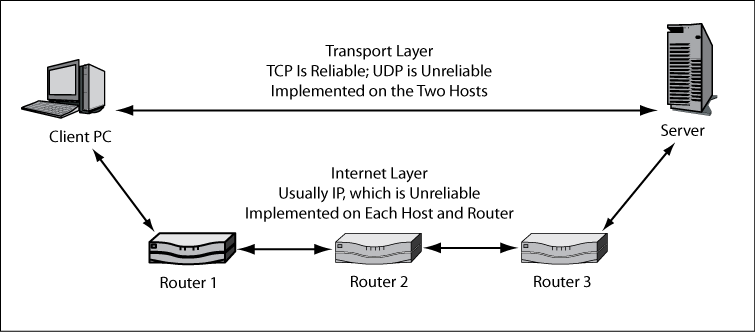 Transport Layer
TCP Is Reliable; UDP is Unreliable
Implemented on the Two Hosts
Client PC
Server
Internet Layer
Usually IP, which is Unreliable
Implemented on Each Host and Router
Router 1
Router 2
Router 3